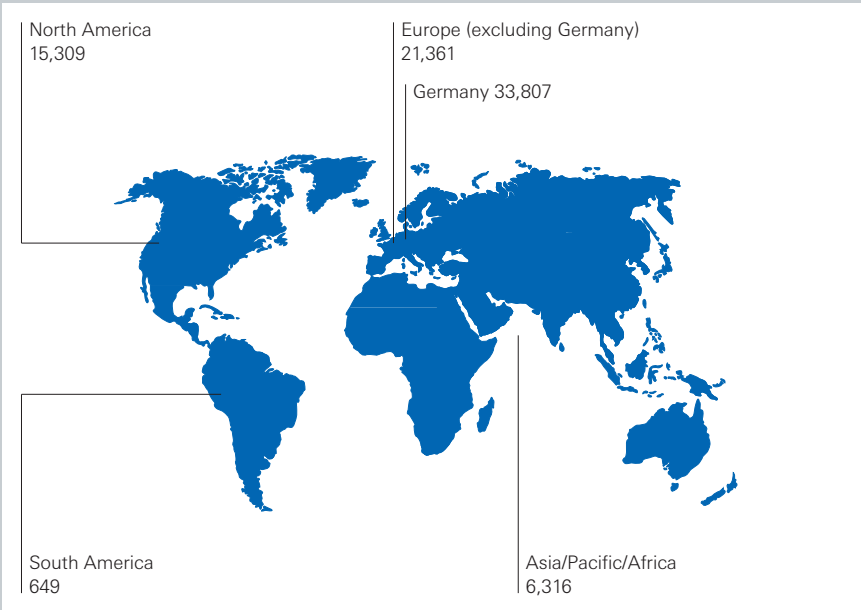 North America
15,309
Europe (excluding Germany)
21,361
Germany 33,807
South America
649
Asia/Pacific/Africa
6,316